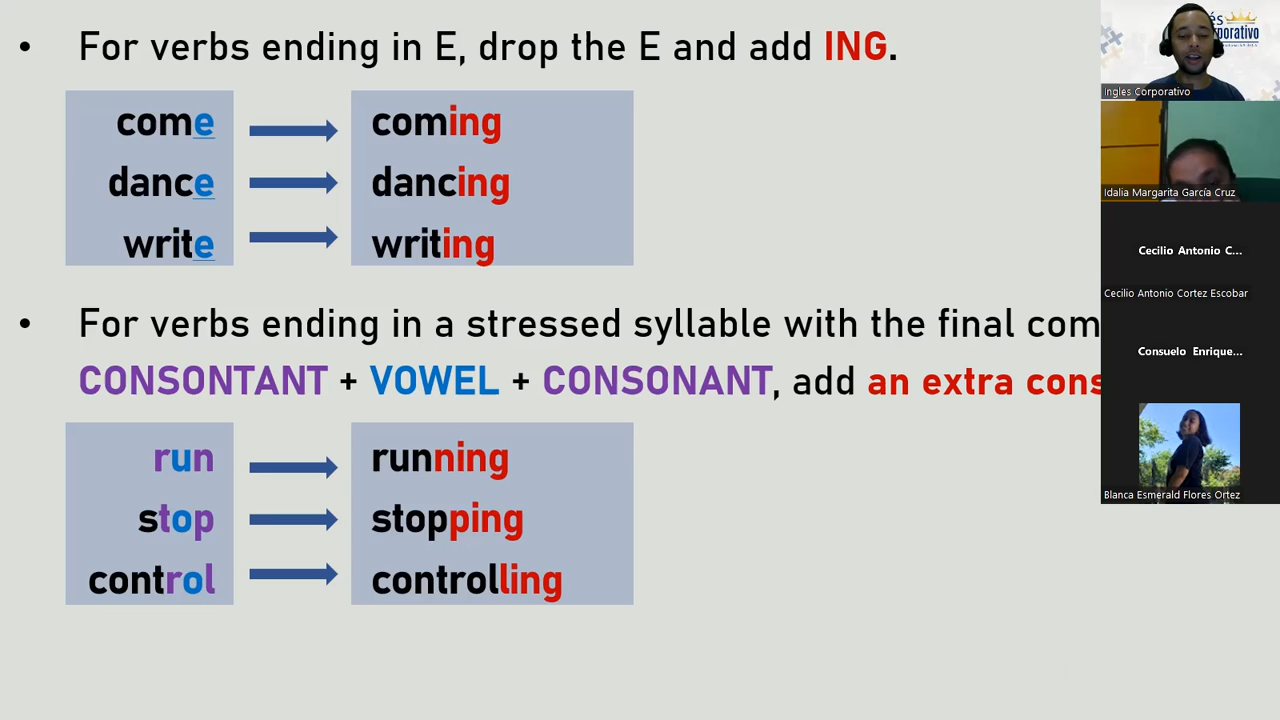 • For verbs ending in E, drop the E and add ING.
come
coming
dance
dancing
write
writing
• For verbs ending in a stressed syllable with the final com
CONSONTANT + VOWEL + CONSONANT, add an extra cons
run
running
stop
stopping
control
controlling
Ingles Corporativo
Idalia Margarita García Cruz
Cecilio Antonio C...
Cecilio Antonio Cortez Escobar
Consuelo Enrique...
Blanca Esmerald Flores Ortez